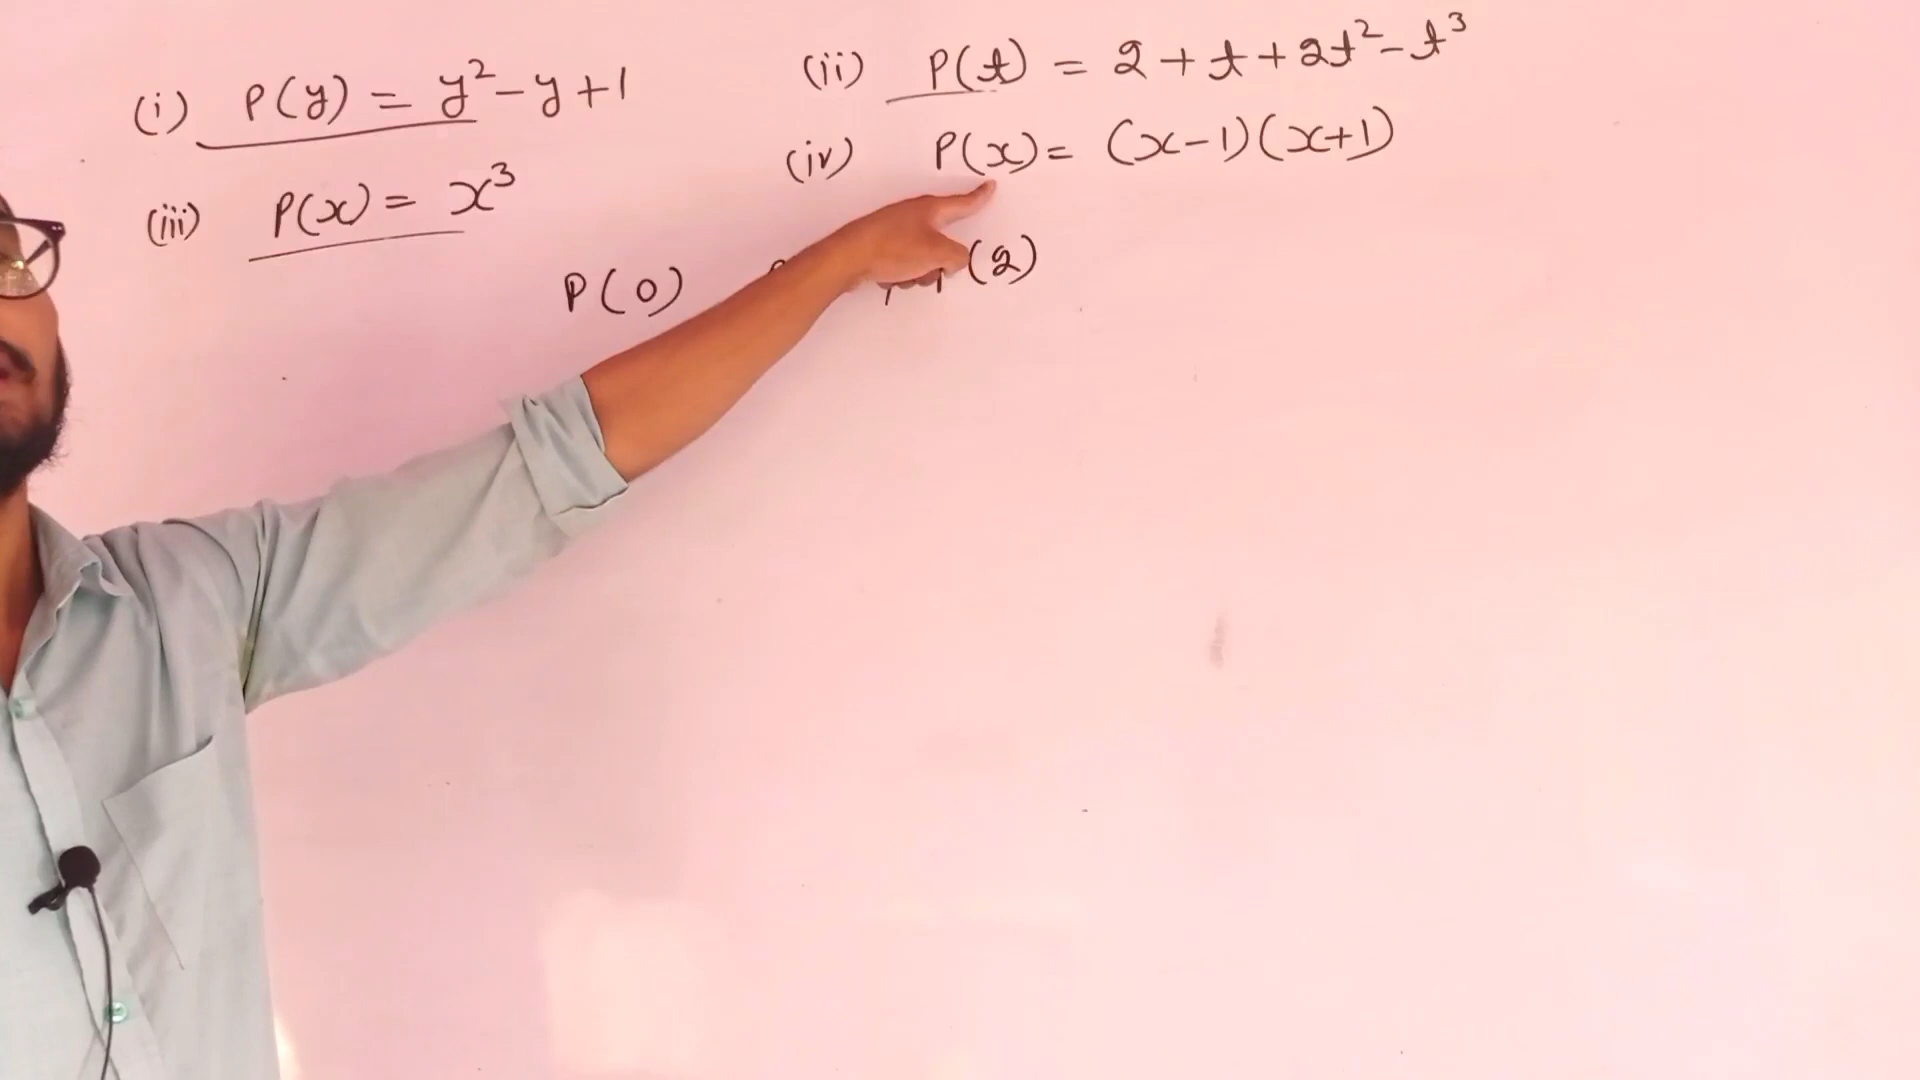 (i) P(y) = y² - y + 1
(ii) P(t) = 2 + t + 2t² - t³
(iii) P(x) = x³
(iv) P(x) = (x-1)(x+1)
P(0) (2)